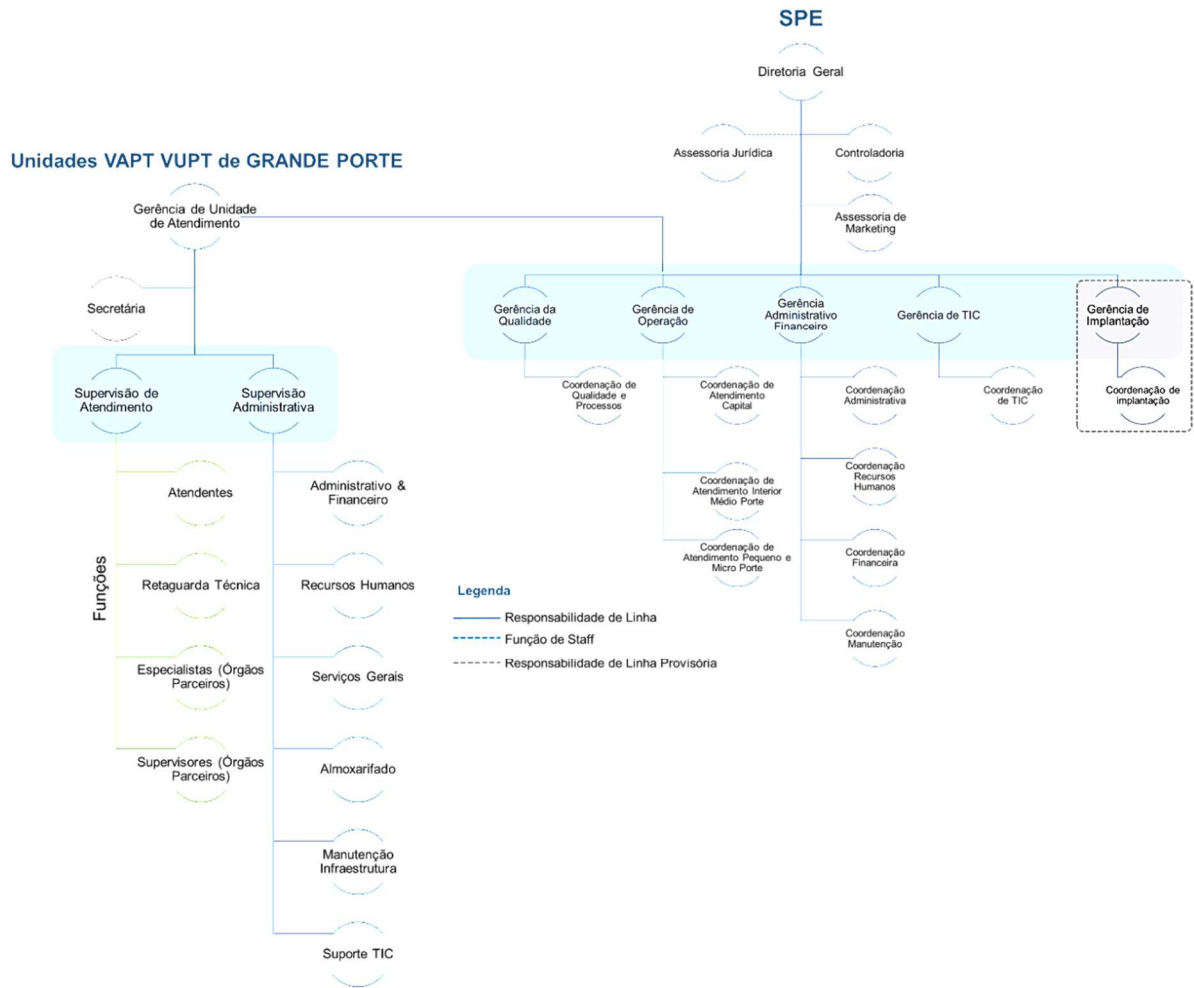 SPE
Diretoria Geral
Assessoria Jurídica
Controladoria
Assessoria de
Marketing
Unidades VAPT VUPT de GRANDE PORTE
Gerência de Unidade
de Atendimento
Secretária
Supervisão de
Atendimento
Supervisão
Administrativa
Funções
Atendentes
Retaguarda Técnica
Especialistas (Órgãos
Parceiros)
Supervisores (Órgãos
Parceiros)
Administrativo &
Financeiro
Recursos Humanos
Serviços Gerais
Almoxarifado
Manutenção
Infraestrutura
Suporte TIC
Gerência da
Qualidade
Gerência de
Operação
Gerência
Administrativo
Financeiro
Gerência de TIC
Gerência de
Implantação
Coordenação de
Qualidade e
Processos
Coordenação de
Atendimento
Capital
Coordenação de
Atendimento Interior
Médio Porte
Coordenação de
Atendimento Pequeno e
Micro Porte
Coordenação
Administrativa
Coordenação
Recursos
Humanos
Coordenação
Financeira
Coordenação
Manutenção
Coordenação
de TIC
Coordenação de
implantação
Legenda
Responsabilidade de Linha
Função de Staff
Responsabilidade de Linha Provisória